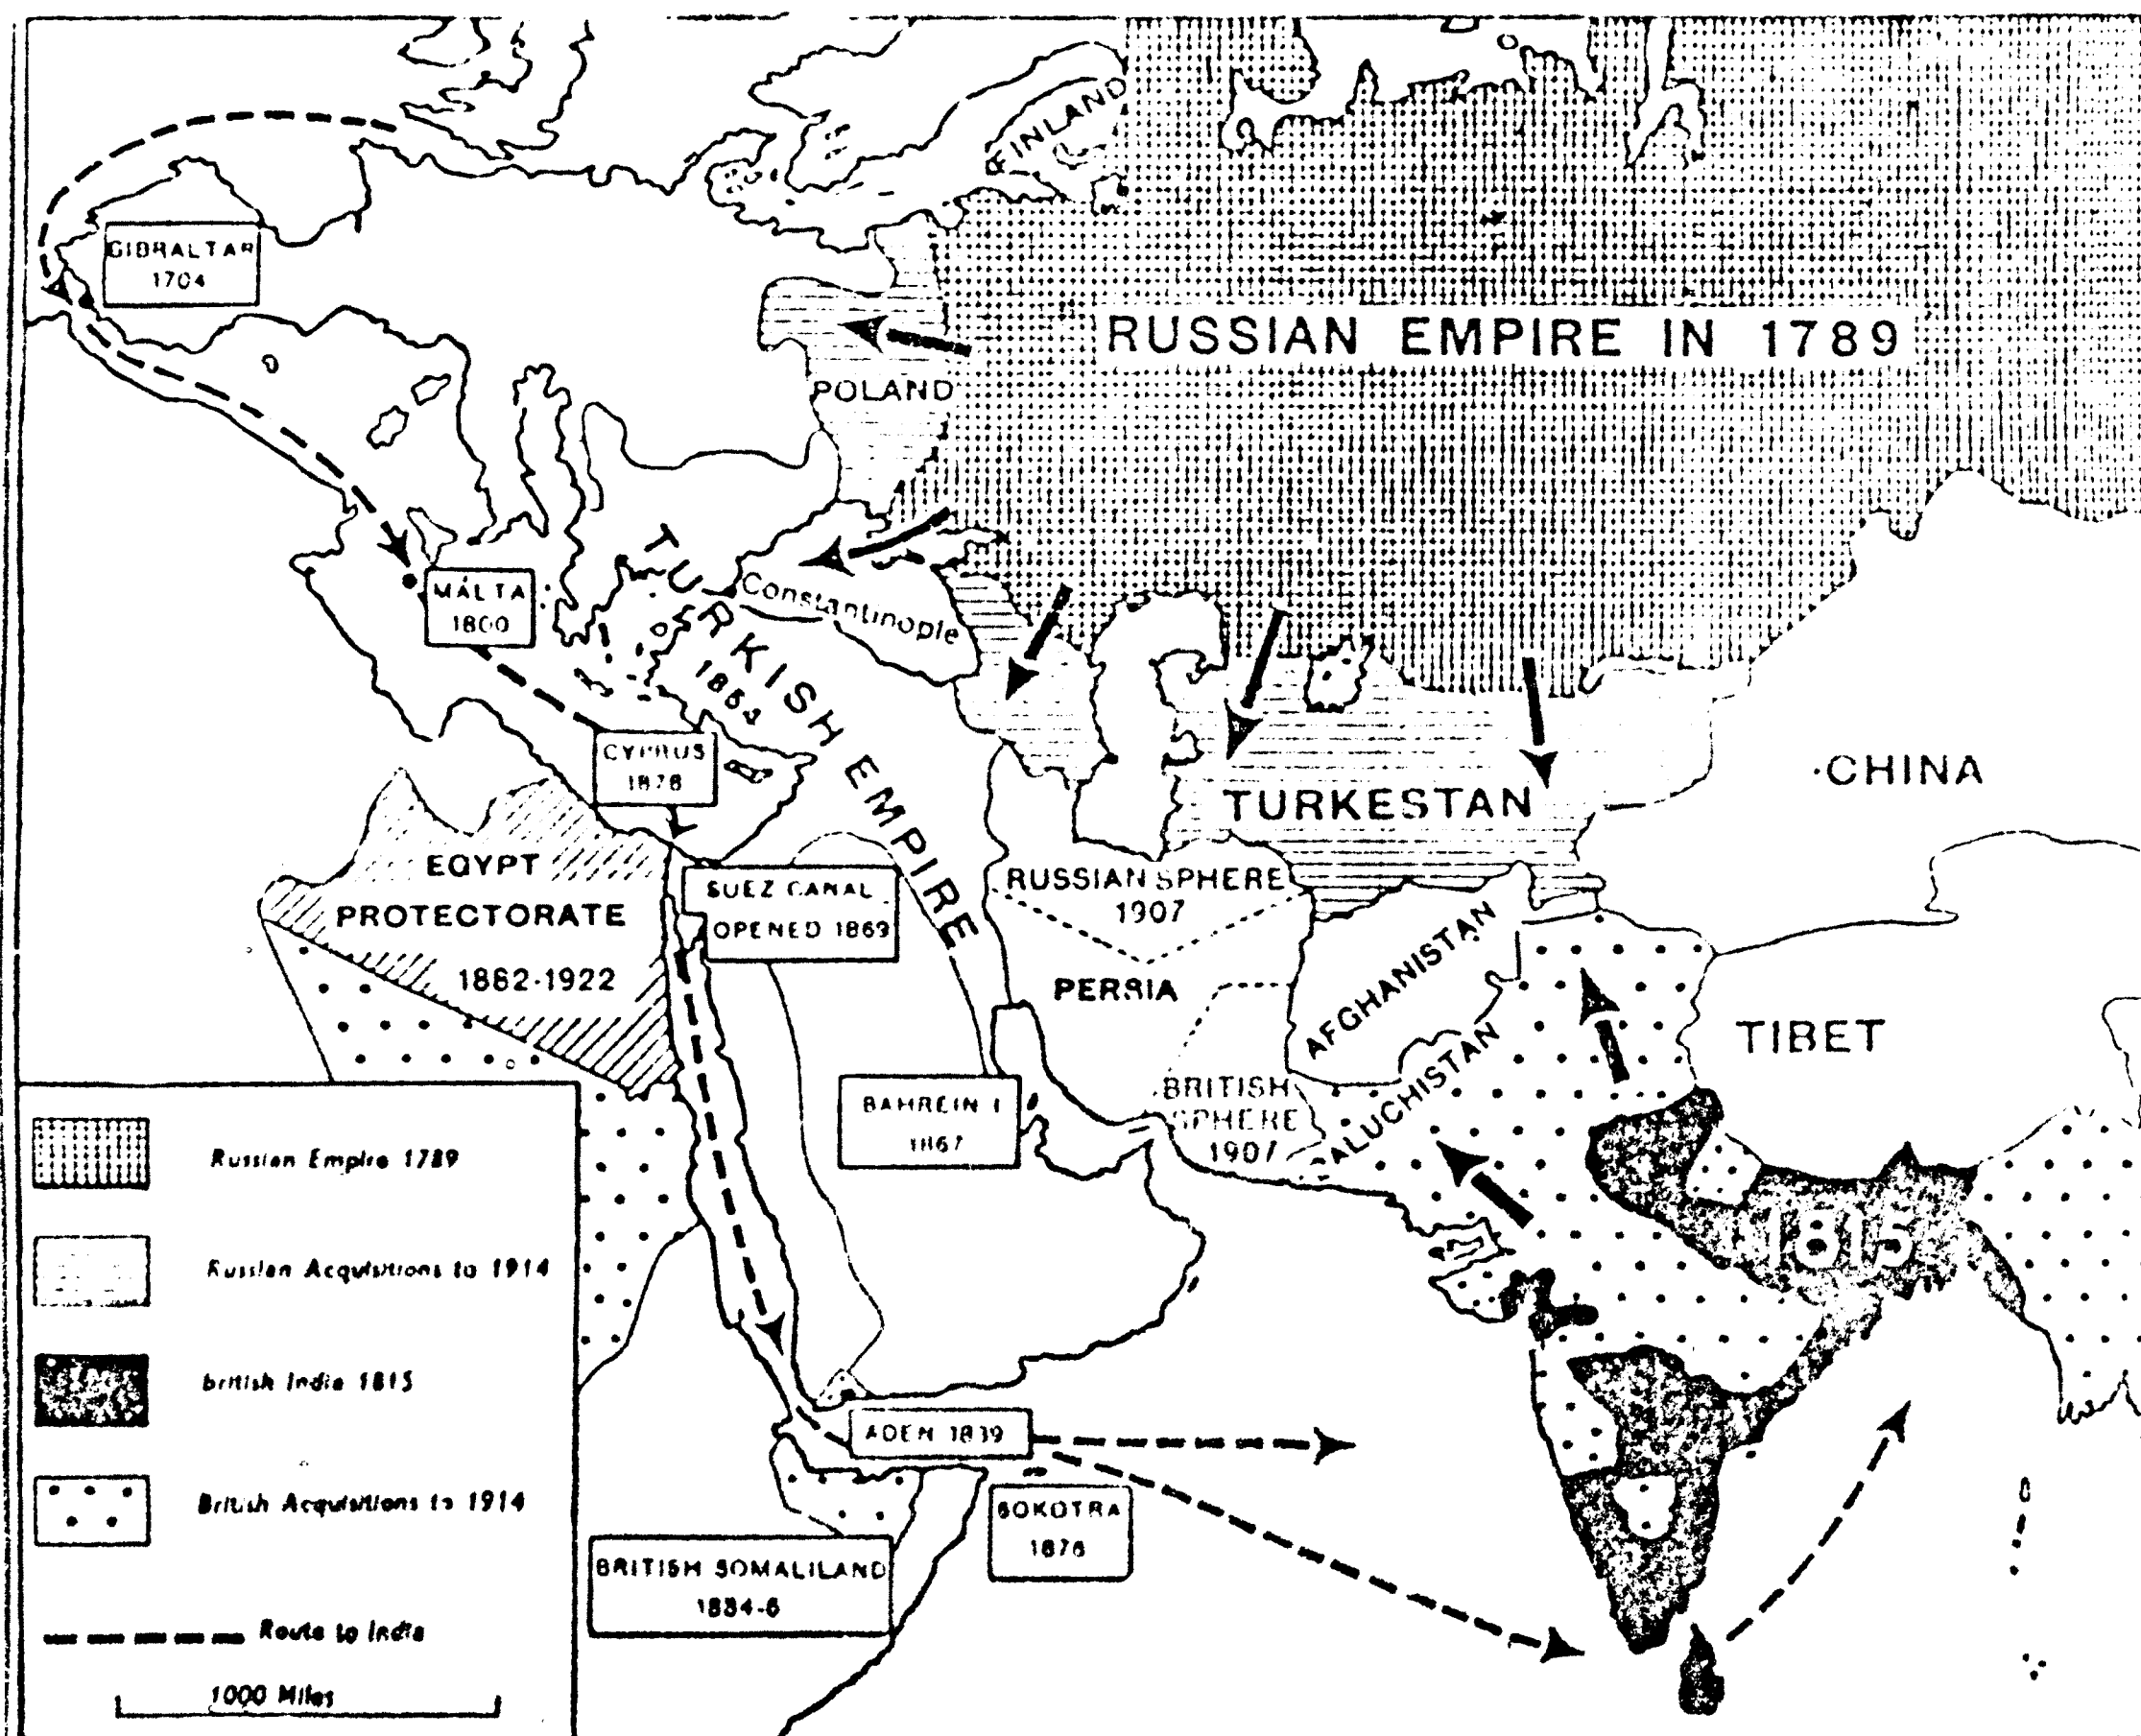 FINLAND
GIBRALTAR
1704
RUSSIAN EMPIRE IN 1789
POLAND
TURKISH EMPIRE
Constantinople
MALTA
1800
CYPRUS
1878
CHINA
TURKESTAN
EGYPT
PROTECTORATE
1882-1922
SUEZ CANAL
OPENED 1869
RUSSIAN SPHERE
1907
PERSIA
AFGHANISTAN
TIBET
BALUCHISTAN
BRITISH
SPHERE
1907
BAHREIN I
1867
1815
ADEN 1839
SOKOTRA
1876
BRITISH SOMALILAND
1884-6
Russian Empire 1789
Russian Acquisitions to 1914
British India 1815
British Acquisitions to 1914
Route to India
1000 Miles